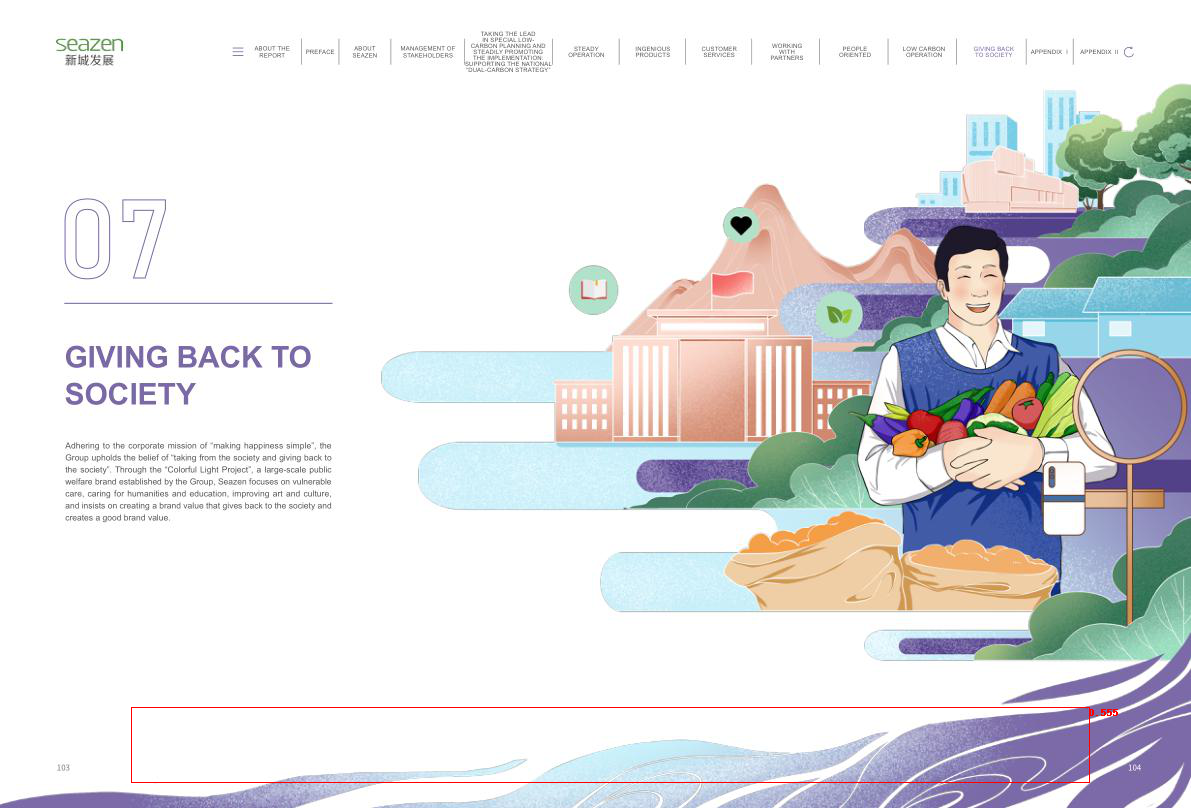 seazen
新城发展
ABOUT THE
REPORT
PREFACE
ABOUT
SEAZEN
MANAGEMENT OF
STAKEHOLDERS
TAKING THE LEAD
IN SPECIAL LOW-
CARBON PLANNING AND
STEADILY PROMOTING
THE IMPLEMENTATION:
SUPPORTING THE NATIONAL
"DUAL-CARBON STRATEGY"
STEADY
OPERATION
INGENIOUS
PRODUCTS
CUSTOMER
SERVICES
WORKING
WITH
PARTNERS
PEOPLE
ORIENTED
LOW CARBON
OPERATION
GIVING BACK
TO SOCIETY
APPENDIX I
APPENDIX II
07
GIVING BACK TO
SOCIETY
Adhering to the corporate mission of “making happiness simple”, the
Group upholds the belief of “taking from the society and giving back to
the society”. Through the “Colorful Light Project”, a large-scale public
welfare brand established by the Group, Seazen focuses on vulnerable
care, caring for humanities and education, improving art and culture,
and insists on creating a brand value that gives back to the society and
creates a good brand value.
0.555
103
104